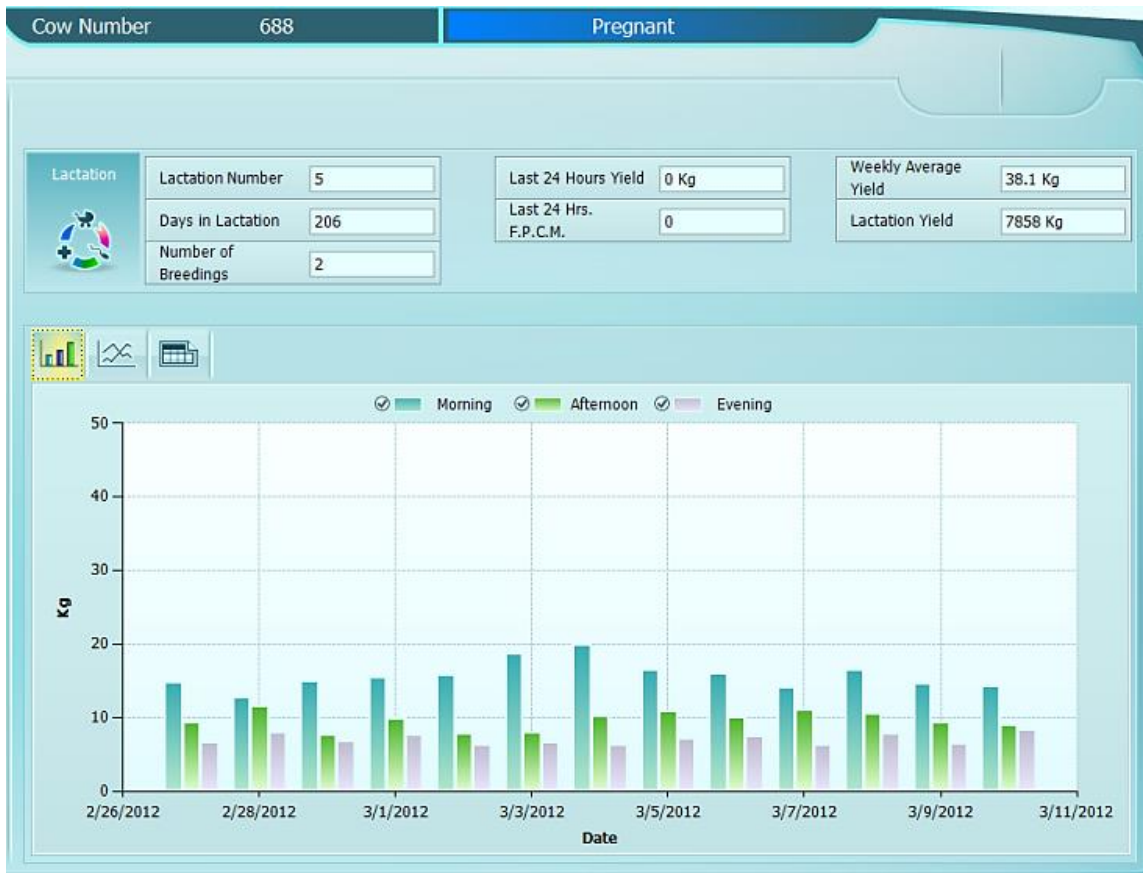 Cow Number 688 Pregnant
Lactation
Lactation Number 5
Days in Lactation 206
Number of
Breedings 2
Last 24 Hours Yield 0 Kg
Last 24 Hrs.
F.P.C.M. 0
Weekly Average
Yield 38.1 Kg
Lactation Yield 7858 Kg
Morning Afternoon Evening
50
40
30
20
10
0
Kg
2/26/2012 2/28/2012 3/1/2012 3/3/2012 3/5/2012 3/7/2012 3/9/2012 3/11/2012
Date